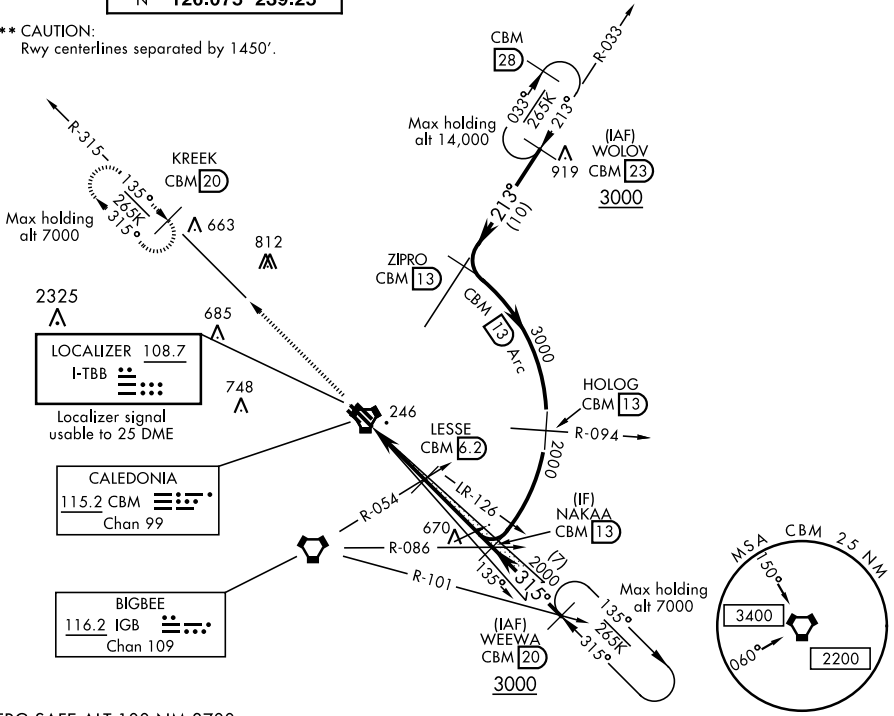 N 126.075 239.25
** CAUTION:
Rwy centerlines separated by 1450'.
CBM
28
R-033
033°
265K
213°
Max holding
alt 14,000
(IAF)
WOLOV
CBM 23
3000
919
213°
(10)
R-315
KREEK
CBM 20
135°
265K
315°
Max holding
alt 7000
663
812
ZIPRO
CBM 13
CBM 13 Arc
3000
2325
685
LOCALIZER 108.7
I-TBB
Localizer signal
usable to 25 DME
748
246
HOLOG
CBM 13
R-094
2000
LESSE
CBM 6.2
CALEDONIA
115.2 CBM
Chan 99
R-054
LR-126
(IF)
NAKAA
CBM 13
670
R-086
(7)
2000
315°
135°
R-101
BIGBEE
116.2 IGB
Chan 109
(IAF)
WEEWA
CBM 20
3000
135°
265K
315°
Max holding
alt 7000
MSA CBM 25 NM
150°
3400
060°
2200